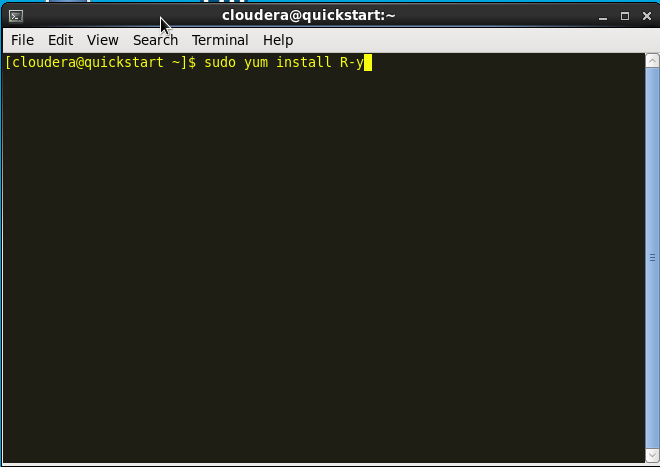 cloudera@quickstart:~
File Edit View Search Terminal Help
[cloudera@quickstart ~]$ sudo yum install R-y